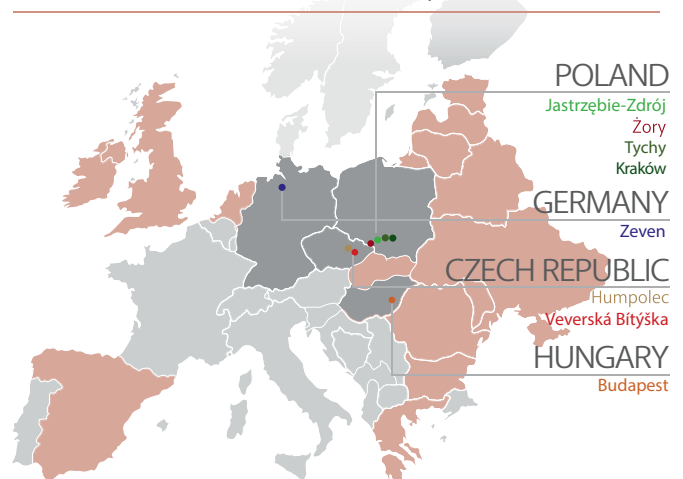 POLAND
Jastrzębie-Zdrój
Żory
Tychy
Kraków
GERMANY
Zeven
CZECH REPUBLIC
Humpolec
Veverská Bítýška
HUNGARY
Budapest